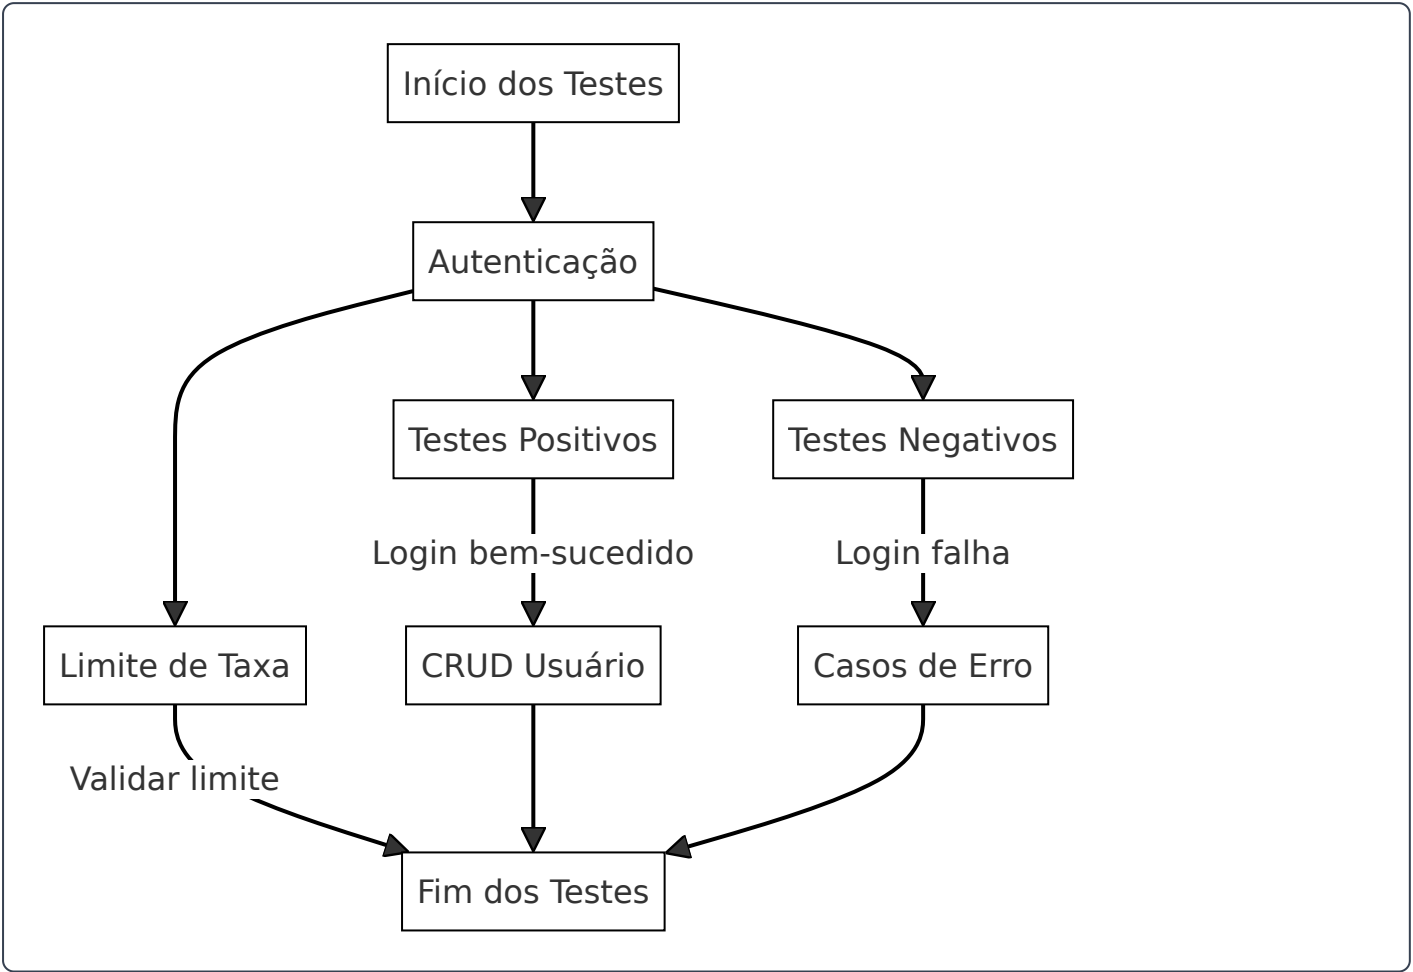 Início dos Testes
Autenticação
Testes Positivos
Testes Negativos
Login bem-sucedido
Login falha
Limite de Taxa
CRUD Usuário
Casos de Erro
Validar limite
Fim dos Testes